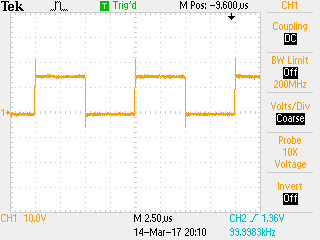 Tek Trig'd M Pos: -9.600µs CH1
Coupling
DC
BW Limit
Off
200MHz
Volts/Div
Coarse
Probe
10X
Voltage
Invert
Off
1
CH1 10.0V M 2.50µs CH2 1.36V
14-Mar-17 20:10 99.9983kHz